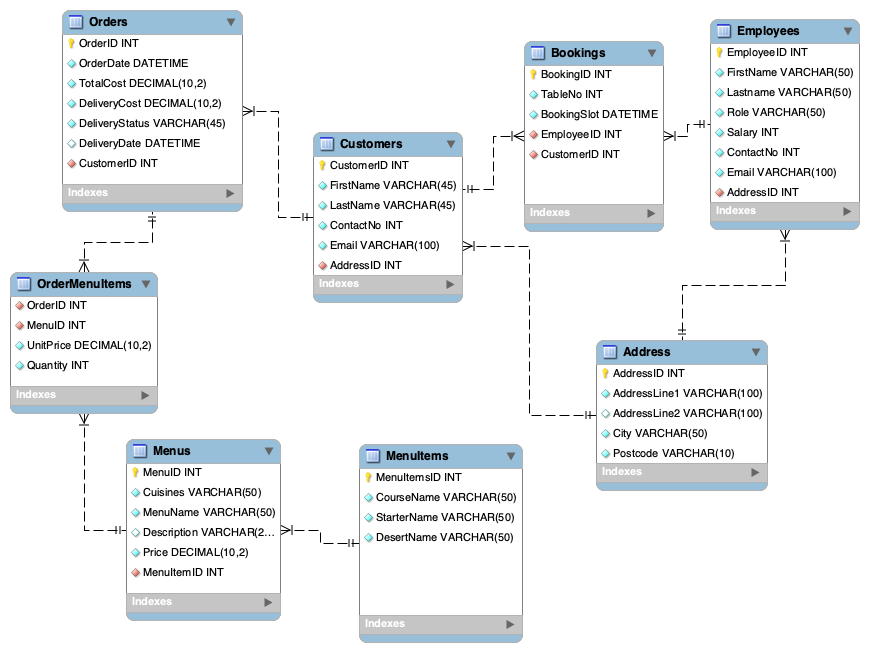 Orders
OrderID INT
OrderDate DATETIME
TotalCost DECIMAL(10,2)
DeliveryCost DECIMAL(10,2)
DeliveryStatus VARCHAR(45)
DeliveryDate DATETIME
CustomerID INT
Indexes
Customers
CustomerID INT
FirstName VARCHAR(45)
LastName VARCHAR(45)
ContactNo INT
Email VARCHAR(100)
AddressID INT
Indexes
Bookings
BookingID INT
TableNo INT
BookingSlot DATETIME
EmployeeID INT
CustomerID INT
Indexes
Employees
EmployeeID INT
FirstName VARCHAR(50)
Lastname VARCHAR(50)
Role VARCHAR(50)
Salary INT
ContactNo INT
Email VARCHAR(100)
AddressID INT
Indexes
OrderMenuItems
OrderID INT
MenuID INT
UnitPrice DECIMAL(10,2)
Quantity INT
Indexes
Address
AddressID INT
AddressLine1 VARCHAR(100)
AddressLine2 VARCHAR(100)
City VARCHAR(50)
Postcode VARCHAR(10)
Indexes
Menus
MenuID INT
Cuisines VARCHAR(50)
MenuName VARCHAR(50)
Description VARCHAR(2...
Price DECIMAL(10,2)
MenuItemID INT
Indexes
MenuItems
MenuItemsID INT
CourseName VARCHAR(50)
StarterName VARCHAR(50)
DesertName VARCHAR(50)
Indexes